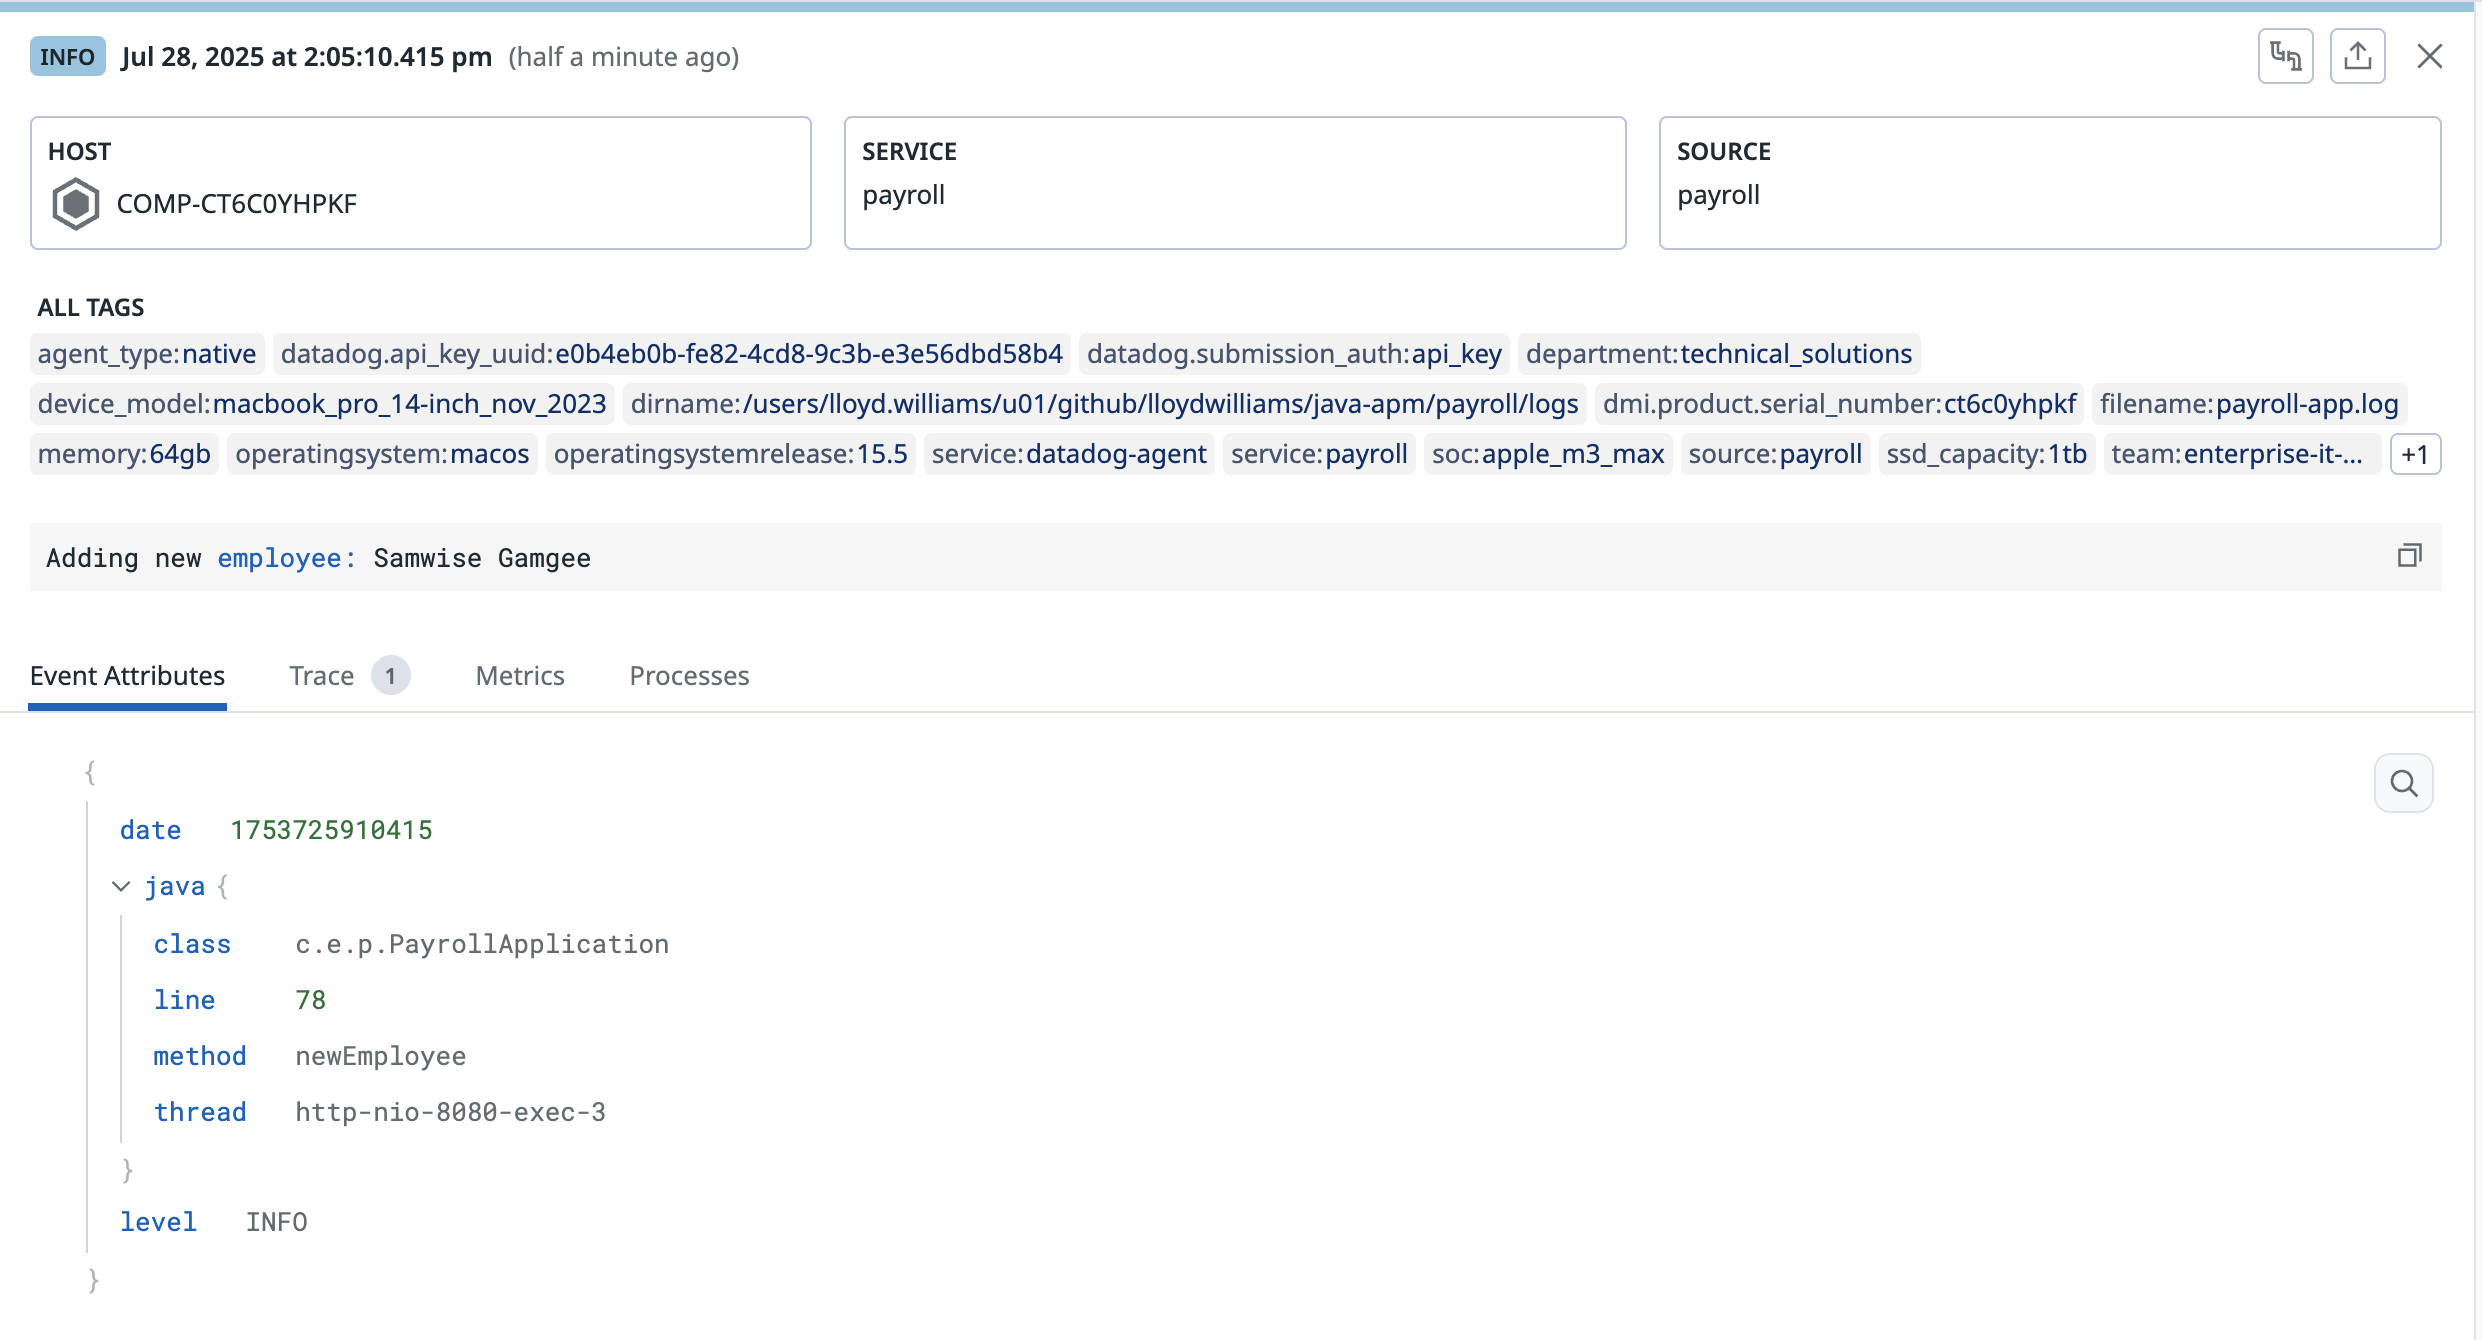 INFO Jul 28, 2025 at 2:05:10.415 pm (half a minute ago)
HOST
COMP-CT6C0YHPKF
SERVICE
payroll
SOURCE
payroll
ALL TAGS
agent_type:native datadog.api_key_uuid:e0b4eb0b-fe82-4cd8-9c3b-e3e56dbd58b4 datadog.submission_auth:api_key department:technical_solutions
device_model:macbook_pro_14-inch_nov_2023 dirname:/users/lloyd.williams/u01/github/lloydwilliams/java-apm/payroll/logs dmi.product.serial_number:ct6c0yhpkf filename:payroll-app.log
memory:64gb operatingsystem:macos operatingsystemrelease:15.5 service:datadog-agent service:payroll soc:apple_m3_max source:payroll ssd_capacity:1tb team:enterprise-it-... +1
Adding new employee: Samwise Gamgee
Event Attributes Trace 1 Metrics Processes
{
date 1753725910415
java {
class c.e.p.PayrollApplication
line 78
method newEmployee
thread http-nio-8080-exec-3
}
level INFO
}